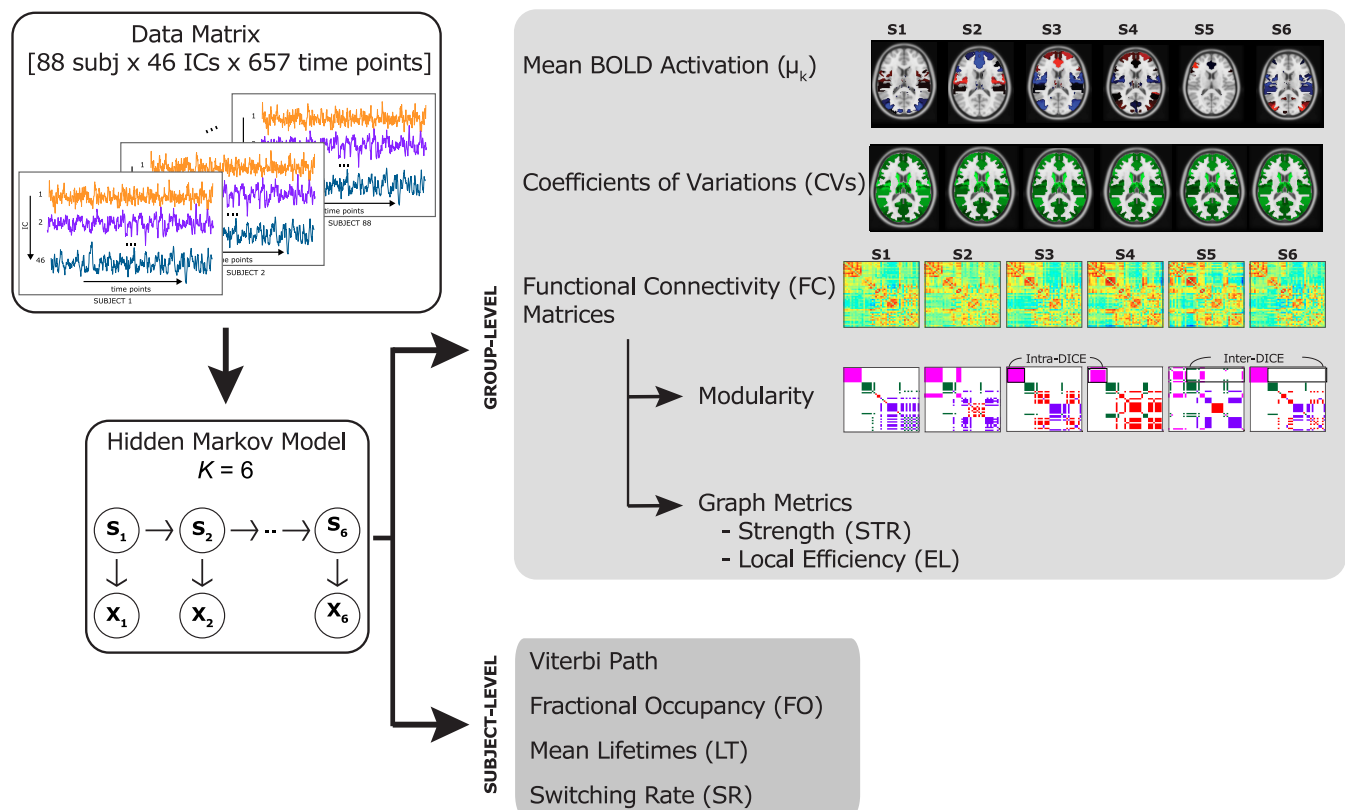 Data Matrix
[88 subj x 46 ICs x 657 time points]
...
1
time points
SUBJECT 88
1
...
SUBJECT 2
IC
1
2
46
...
time points
SUBJECT 1
Hidden Markov Model
K = 6
S1 S2 -- S6
X1 X2 X6
GROUP-LEVEL
S1 S2 S3 S4 S5 S6
Mean BOLD Activation (μk)
Coefficients of Variations (CVs)
S1 S2 S3 S4 S5 S6
Functional Connectivity (FC)
Matrices
Intra-DICE Inter-DICE
Modularity
Graph Metrics
- Strength (STR)
- Local Efficiency (EL)
SUBJECT-LEVEL
Viterbi Path
Fractional Occupancy (FO)
Mean Lifetimes (LT)
Switching Rate (SR)